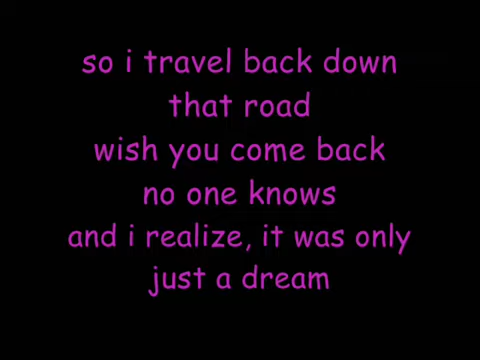 so i travel back down
that road
wish you come back
no one knows
and i realize, it was only
just a dream